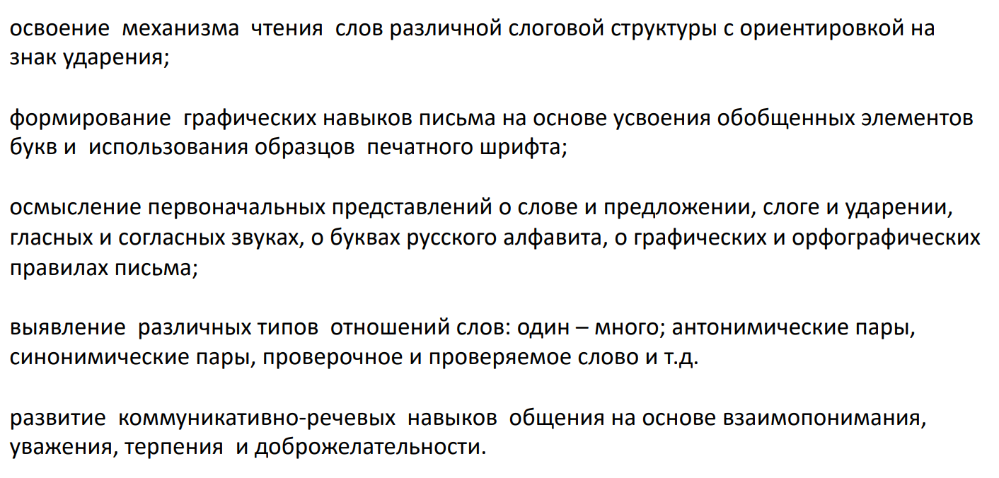 освоение механизма чтения слов различной слоговой структуры с ориентировкой на
знак ударения;
формирование графических навыков письма на основе усвоения обобщенных элементов
букв и использования образцов печатного шрифта;
осмысление первоначальных представлений о слове и предложении, слоге и ударении,
гласных и согласных звуках, о буквах русского алфавита, о графических и орфографических
правилах письма;
выявление различных типов отношений слов: один – много; антонимические пары,
синонимические пары, проверочное и проверяемое слово и т.д.
развитие коммуникативно-речевых навыков общения на основе взаимопонимания,
уважения, терпения и доброжелательности.